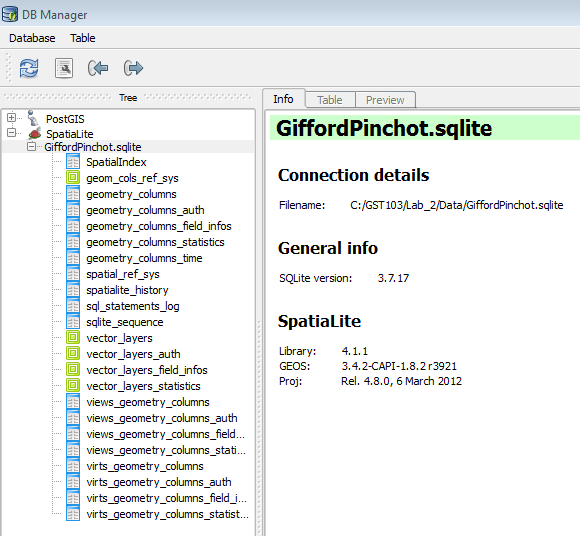 DB Manager
Database Table
Tree
PostGIS
SpatiaLite
GiffordPinchot.sqlite
SpatialIndex
geom_cols_ref_sys
geometry_columns
geometry_columns_auth
geometry_columns_field_infos
geometry_columns_statistics
geometry_columns_time
spatial_ref_sys
spatialite_history
sql_statements_log
sqlite_sequence
vector_layers
vector_layers_auth
vector_layers_field_infos
vector_layers_statistics
views_geometry_columns
views_geometry_columns_auth
views_geometry_columns_field...
views_geometry_columns_stati...
virts_geometry_columns
virts_geometry_columns_auth
virts_geometry_columns_field_i...
virts_geometry_columns_statist...
Info Table Preview
GiffordPinchot.sqlite
Connection details
Filename: C:/GST103/Lab_2/Data/GiffordPinchot.sqlite
General info
SQLite version: 3.7.17
SpatiaLite
Library: 4.1.1
GEOS: 3.4.2-CAPI-1.8.2 r3921
Proj: Rel. 4.8.0, 6 March 2012